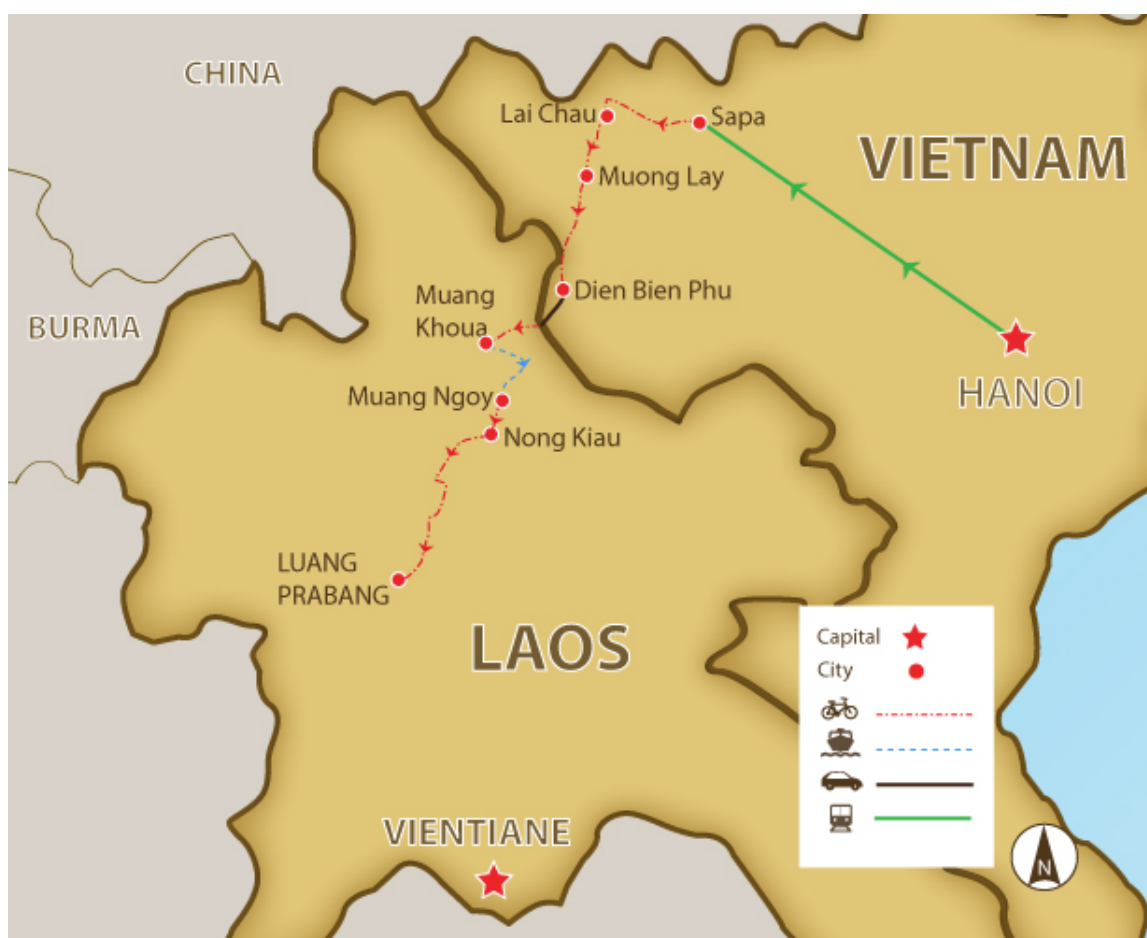 CHINA
Lai Chau
Sapa
VIETNAM
Muong Lay
Dien Bien Phu
Muang
Khoua
BURMA
HANOI
Muang Ngoy
Nong Kiau
LUANG
PRABANG
LAOS
Capital
City
VIENTIANE
N